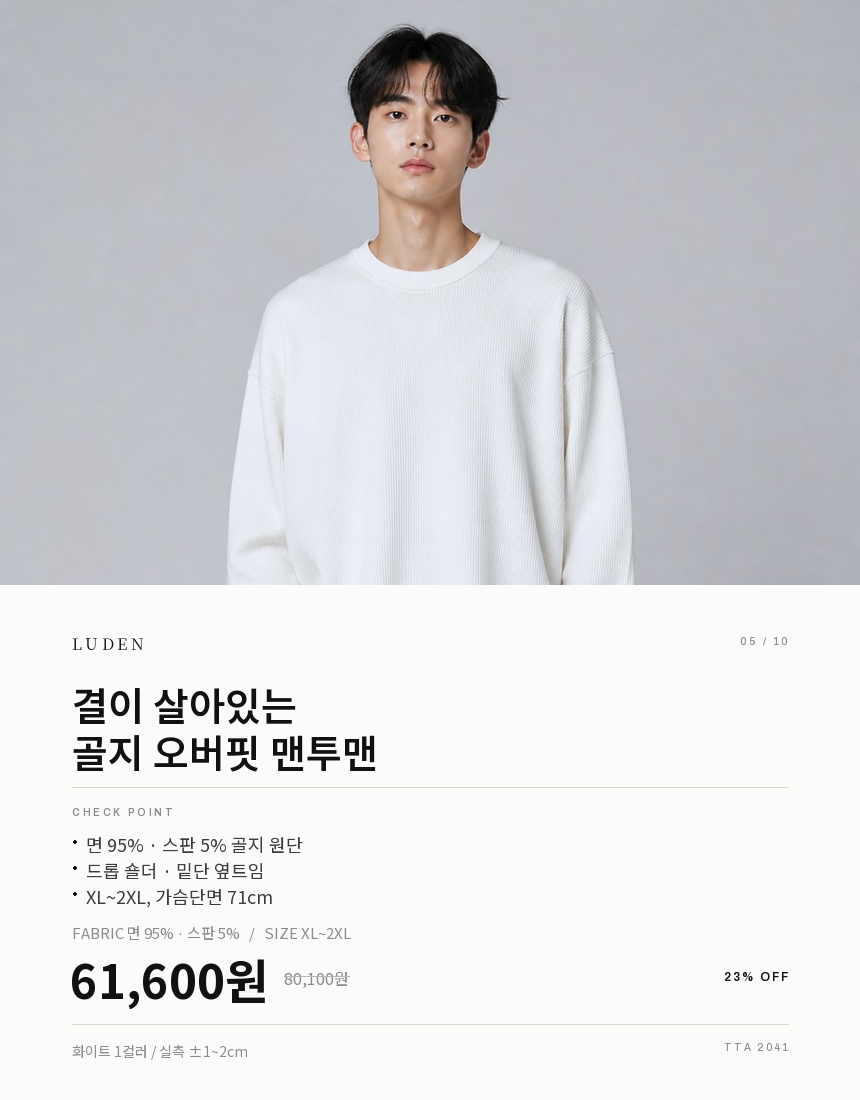 LUDEN
05 / 10
결이 살아있는
골지 오버핏 맨투맨
CHECK POINT
• 면 95% · 스판 5% 골지 원단
• 드롭 숄더 · 밑단 옆트임
• XL~2XL, 가슴단면 71cm
FABRIC 면 95% · 스판 5% / SIZE XL~2XL
61,600원 80,100원 23% OFF
화이트 1컬러 / 실측 ±1~2cm
TTA 2041